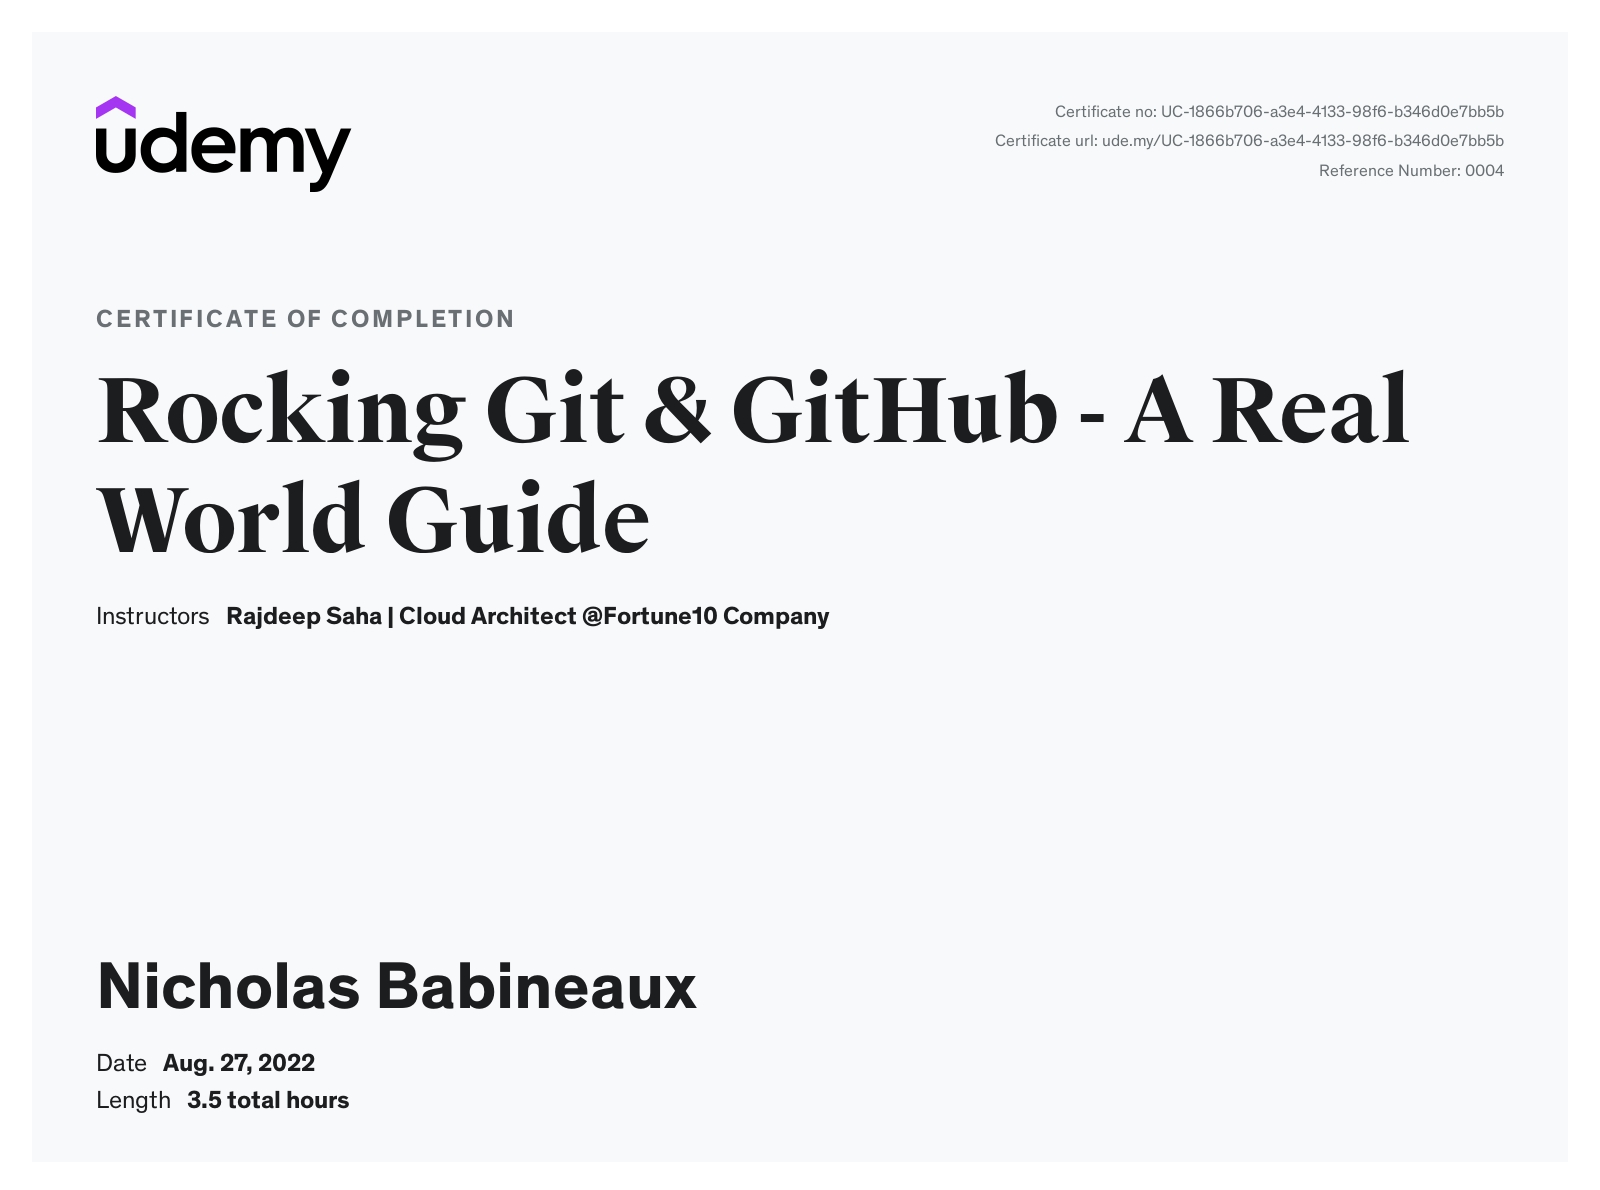 udemy
Certificate no: UC-1866b706-a3e4-4133-98f6-b346d0e7bb5b
Certificate url: ude.my/UC-1866b706-a3e4-4133-98f6-b346d0e7bb5b
Reference Number: 0004
CERTIFICATE OF COMPLETION
Rocking Git & GitHub - A Real
World Guide
Instructors Rajdeep Saha | Cloud Architect @Fortune10 Company
Nicholas Babineaux
Date Aug. 27, 2022
Length 3.5 total hours